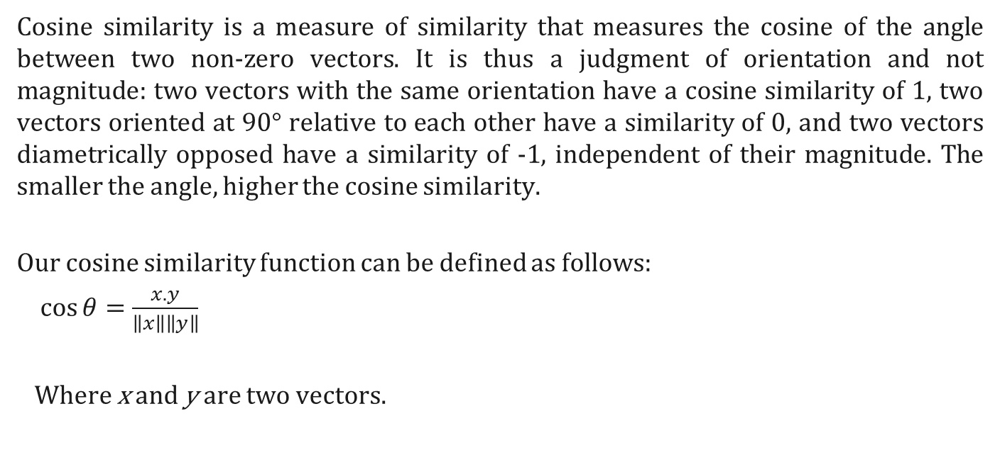 Cosine similarity is a measure of similarity that measures the cosine of the angle
between two non-zero vectors. It is thus a judgment of orientation and not
magnitude: two vectors with the same orientation have a cosine similarity of 1, two
vectors oriented at 90° relative to each other have a similarity of 0, and two vectors
diametrically opposed have a similarity of -1, independent of their magnitude. The
smaller the angle, higher the cosine similarity.
Our cosine similarity function can be defined as follows:
cos θ = x.y / ‖x‖‖y‖
Where x and y are two vectors.